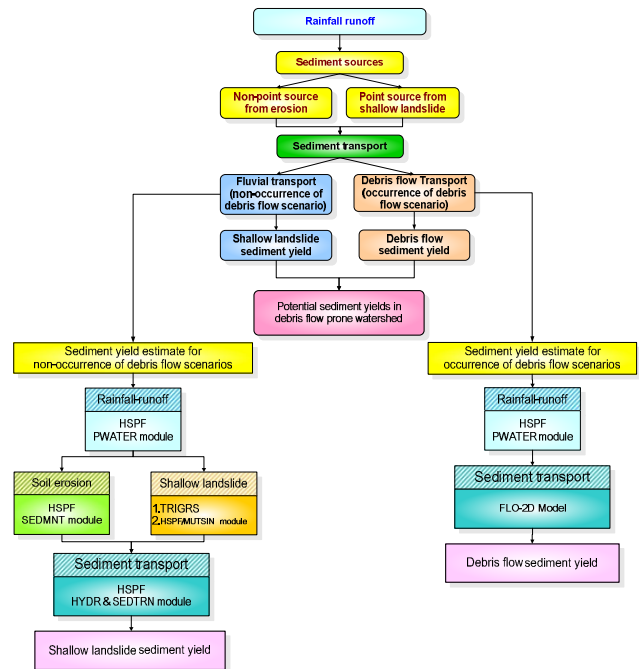 Rainfall runoff
Sediment sources
Non-point source
from erosion
Point source from
shallow landslide
Sediment transport
Fluvial transport
(non-occurrence of
debris flow scenario)
Debris flow Transport
(occurrence of debris
flow scenario)
Shallow landslide
sediment yield
Debris flow
sediment yield
Potential sediment yields in
debris flow prone watershed
Sediment yield estimate for
non-occurrence of debris flow scenarios
Rainfall-runoff
HSPF
PWATER module
Soil erosion
HSPF
SEDMNT module
Shallow landslide
1.TRIGRS
2.HSPF/MUTSIN module
Sediment transport
HSPF
HYDR & SEDTRN module
Shallow landslide sediment yield
Sediment yield estimate for
occurrence of debris flow scenarios
Rainfall-runoff
HSPF
PWATER module
Sediment transport
FLO-2D Model
Debris flow sediment yield